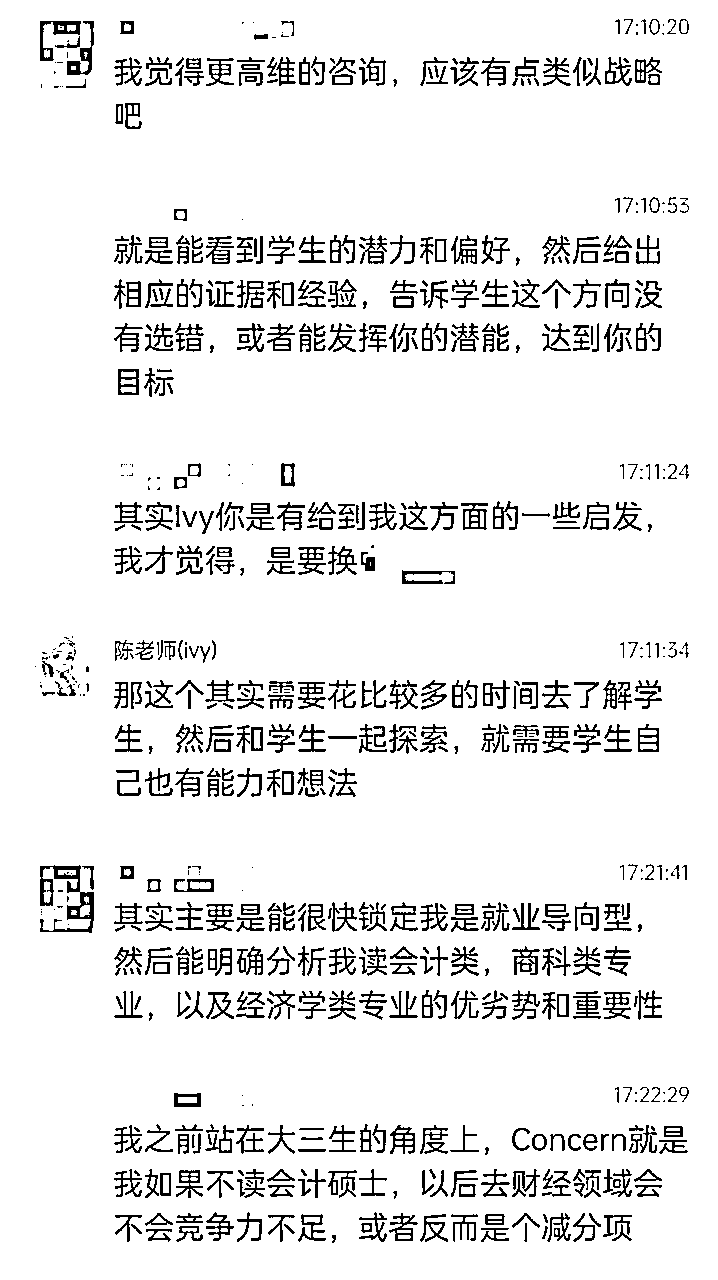 17:10:20
我觉得更高维的咨询，应该有点类似战略
吧
17:10:53
就是能看到学生的潜力和偏好，然后给出
相应的证据和经验，告诉学生这个方向没
有选错，或者能发挥你的潜能，达到你的
目标
17:11:24
其实Ivy你是有给到我这方面的一些启发，
我才觉得，是要换
陈老师(ivy) 17:11:34
那这个其实需要花比较多的时间去了解学
生，然后和学生一起探索，就需要学生自
己也有能力和想法
17:21:41
其实主要是能很快锁定我是就业导向型，
然后能明确分析我读会计类，商科类专
业，以及经济学类专业的优劣势和重要性
17:22:29
我之前站在大三生的角度上，Concern就是
我如果不读会计硕士，以后去财经领域会
不会竞争力不足，或者反而是个减分项